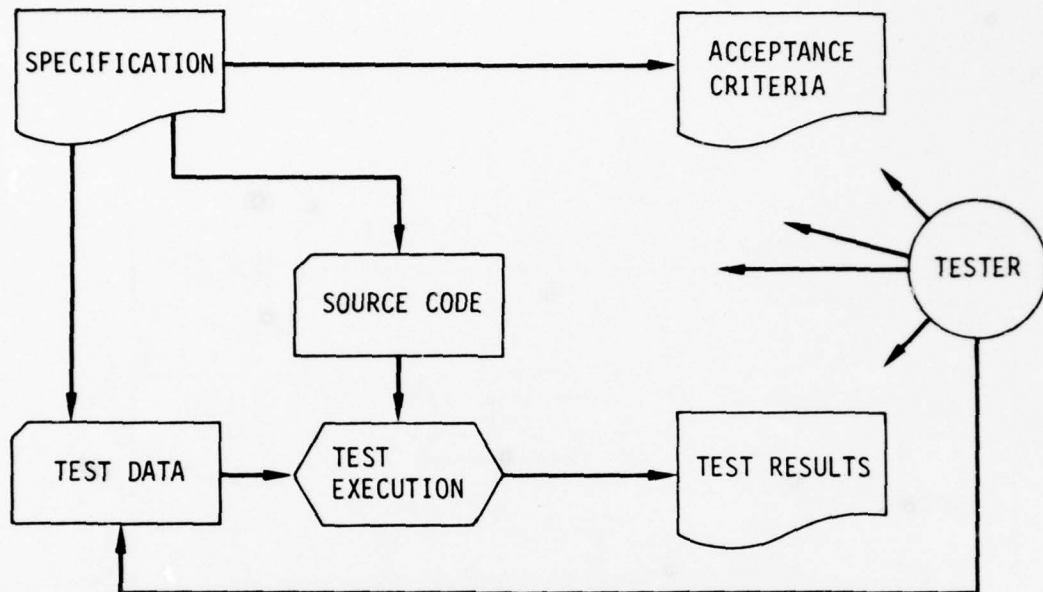 SPECIFICATION
ACCEPTANCE
CRITERIA
TESTER
SOURCE CODE
TEST DATA
TEST
EXECUTION
TEST RESULTS